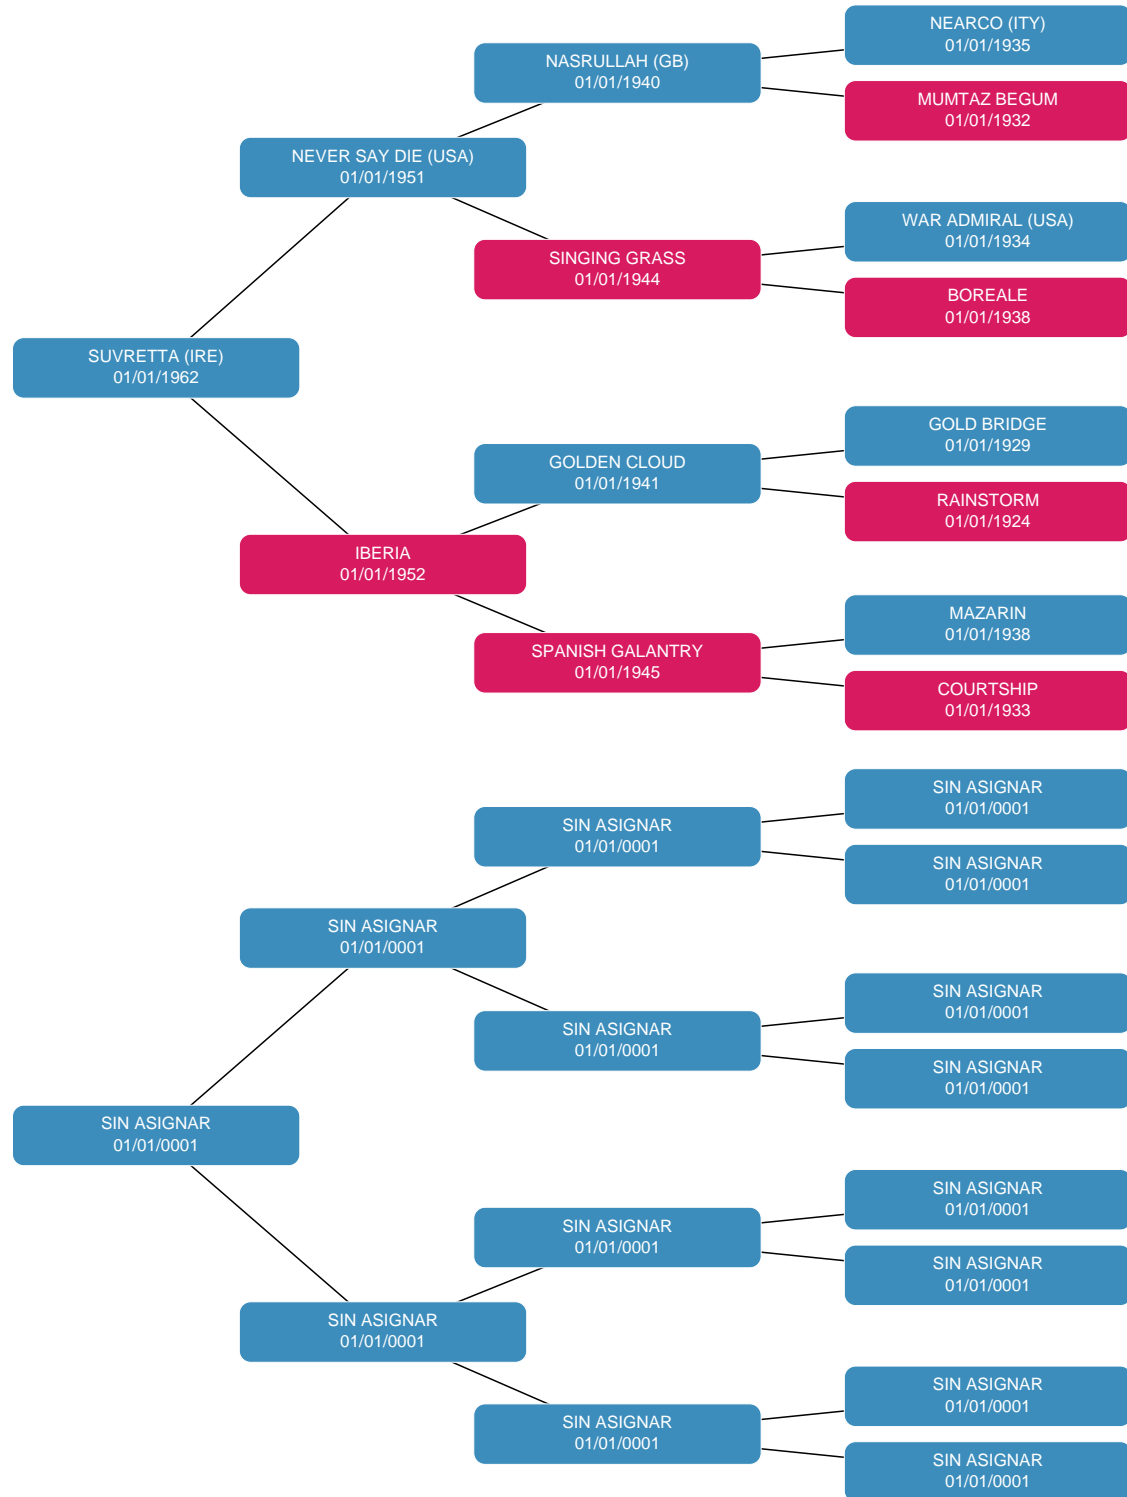 NEARCO (ITY)
01/01/1935
NASRULLAH (GB)
01/01/1940
MUMTAZ BEGUM
01/01/1932
NEVER SAY DIE (USA)
01/01/1951
WAR ADMIRAL (USA)
01/01/1934
SINGING GRASS
01/01/1944
BOREALE
01/01/1938
SUVRETTA (IRE)
01/01/1962
GOLD BRIDGE
01/01/1929
GOLDEN CLOUD
01/01/1941
RAINSTORM
01/01/1924
IBERIA
01/01/1952
MAZARIN
01/01/1938
SPANISH GALANTRY
01/01/1945
COURTSHIP
01/01/1933
SIN ASIGNAR
01/01/0001
SIN ASIGNAR
01/01/0001
SIN ASIGNAR
01/01/0001
SIN ASIGNAR
01/01/0001
SIN ASIGNAR
01/01/0001
SIN ASIGNAR
01/01/0001
SIN ASIGNAR
01/01/0001
SIN ASIGNAR
01/01/0001
SIN ASIGNAR
01/01/0001
SIN ASIGNAR
01/01/0001
SIN ASIGNAR
01/01/0001
SIN ASIGNAR
01/01/0001
SIN ASIGNAR
01/01/0001
SIN ASIGNAR
01/01/0001
SIN ASIGNAR
01/01/0001